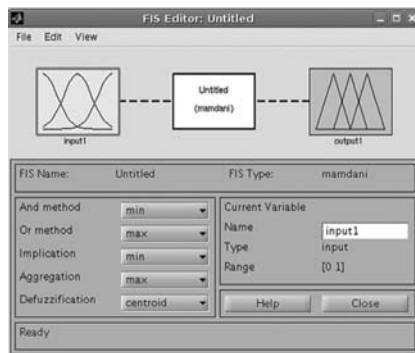 FIS Editor: Untitled
File Edit View
Untitled
(mamdani)
input1
output1
FIS Name: Untitled FIS Type: mamdani
And method min
Or method max
Implication min
Aggregation max
Defuzzification centroid
Current Variable
Name input1
Type input
Range [0 1]
Help Close
Ready